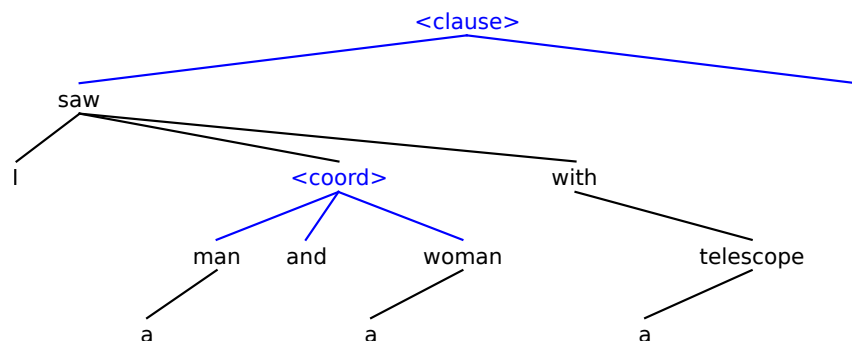 <clause>
saw
I <coord> with
man and woman telescope
a a a